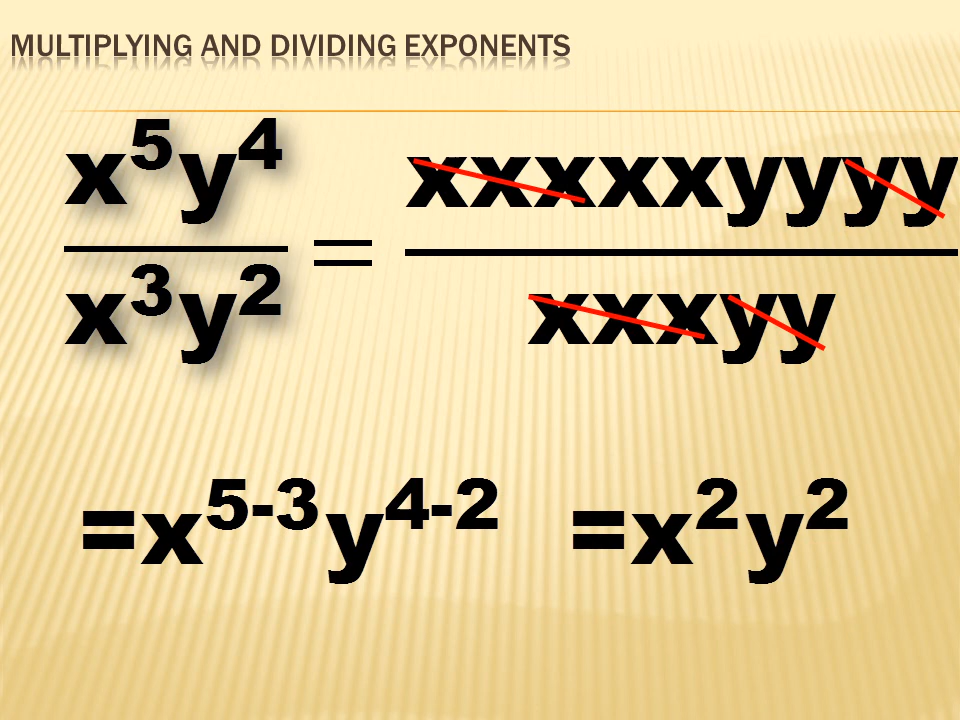 MULTIPLYING AND DIVIDING EXPONENTS
x⁵y⁴ = xxxxxyyyy
x³y² xxxyy
=x⁵⁻³y⁴⁻² =x²y²